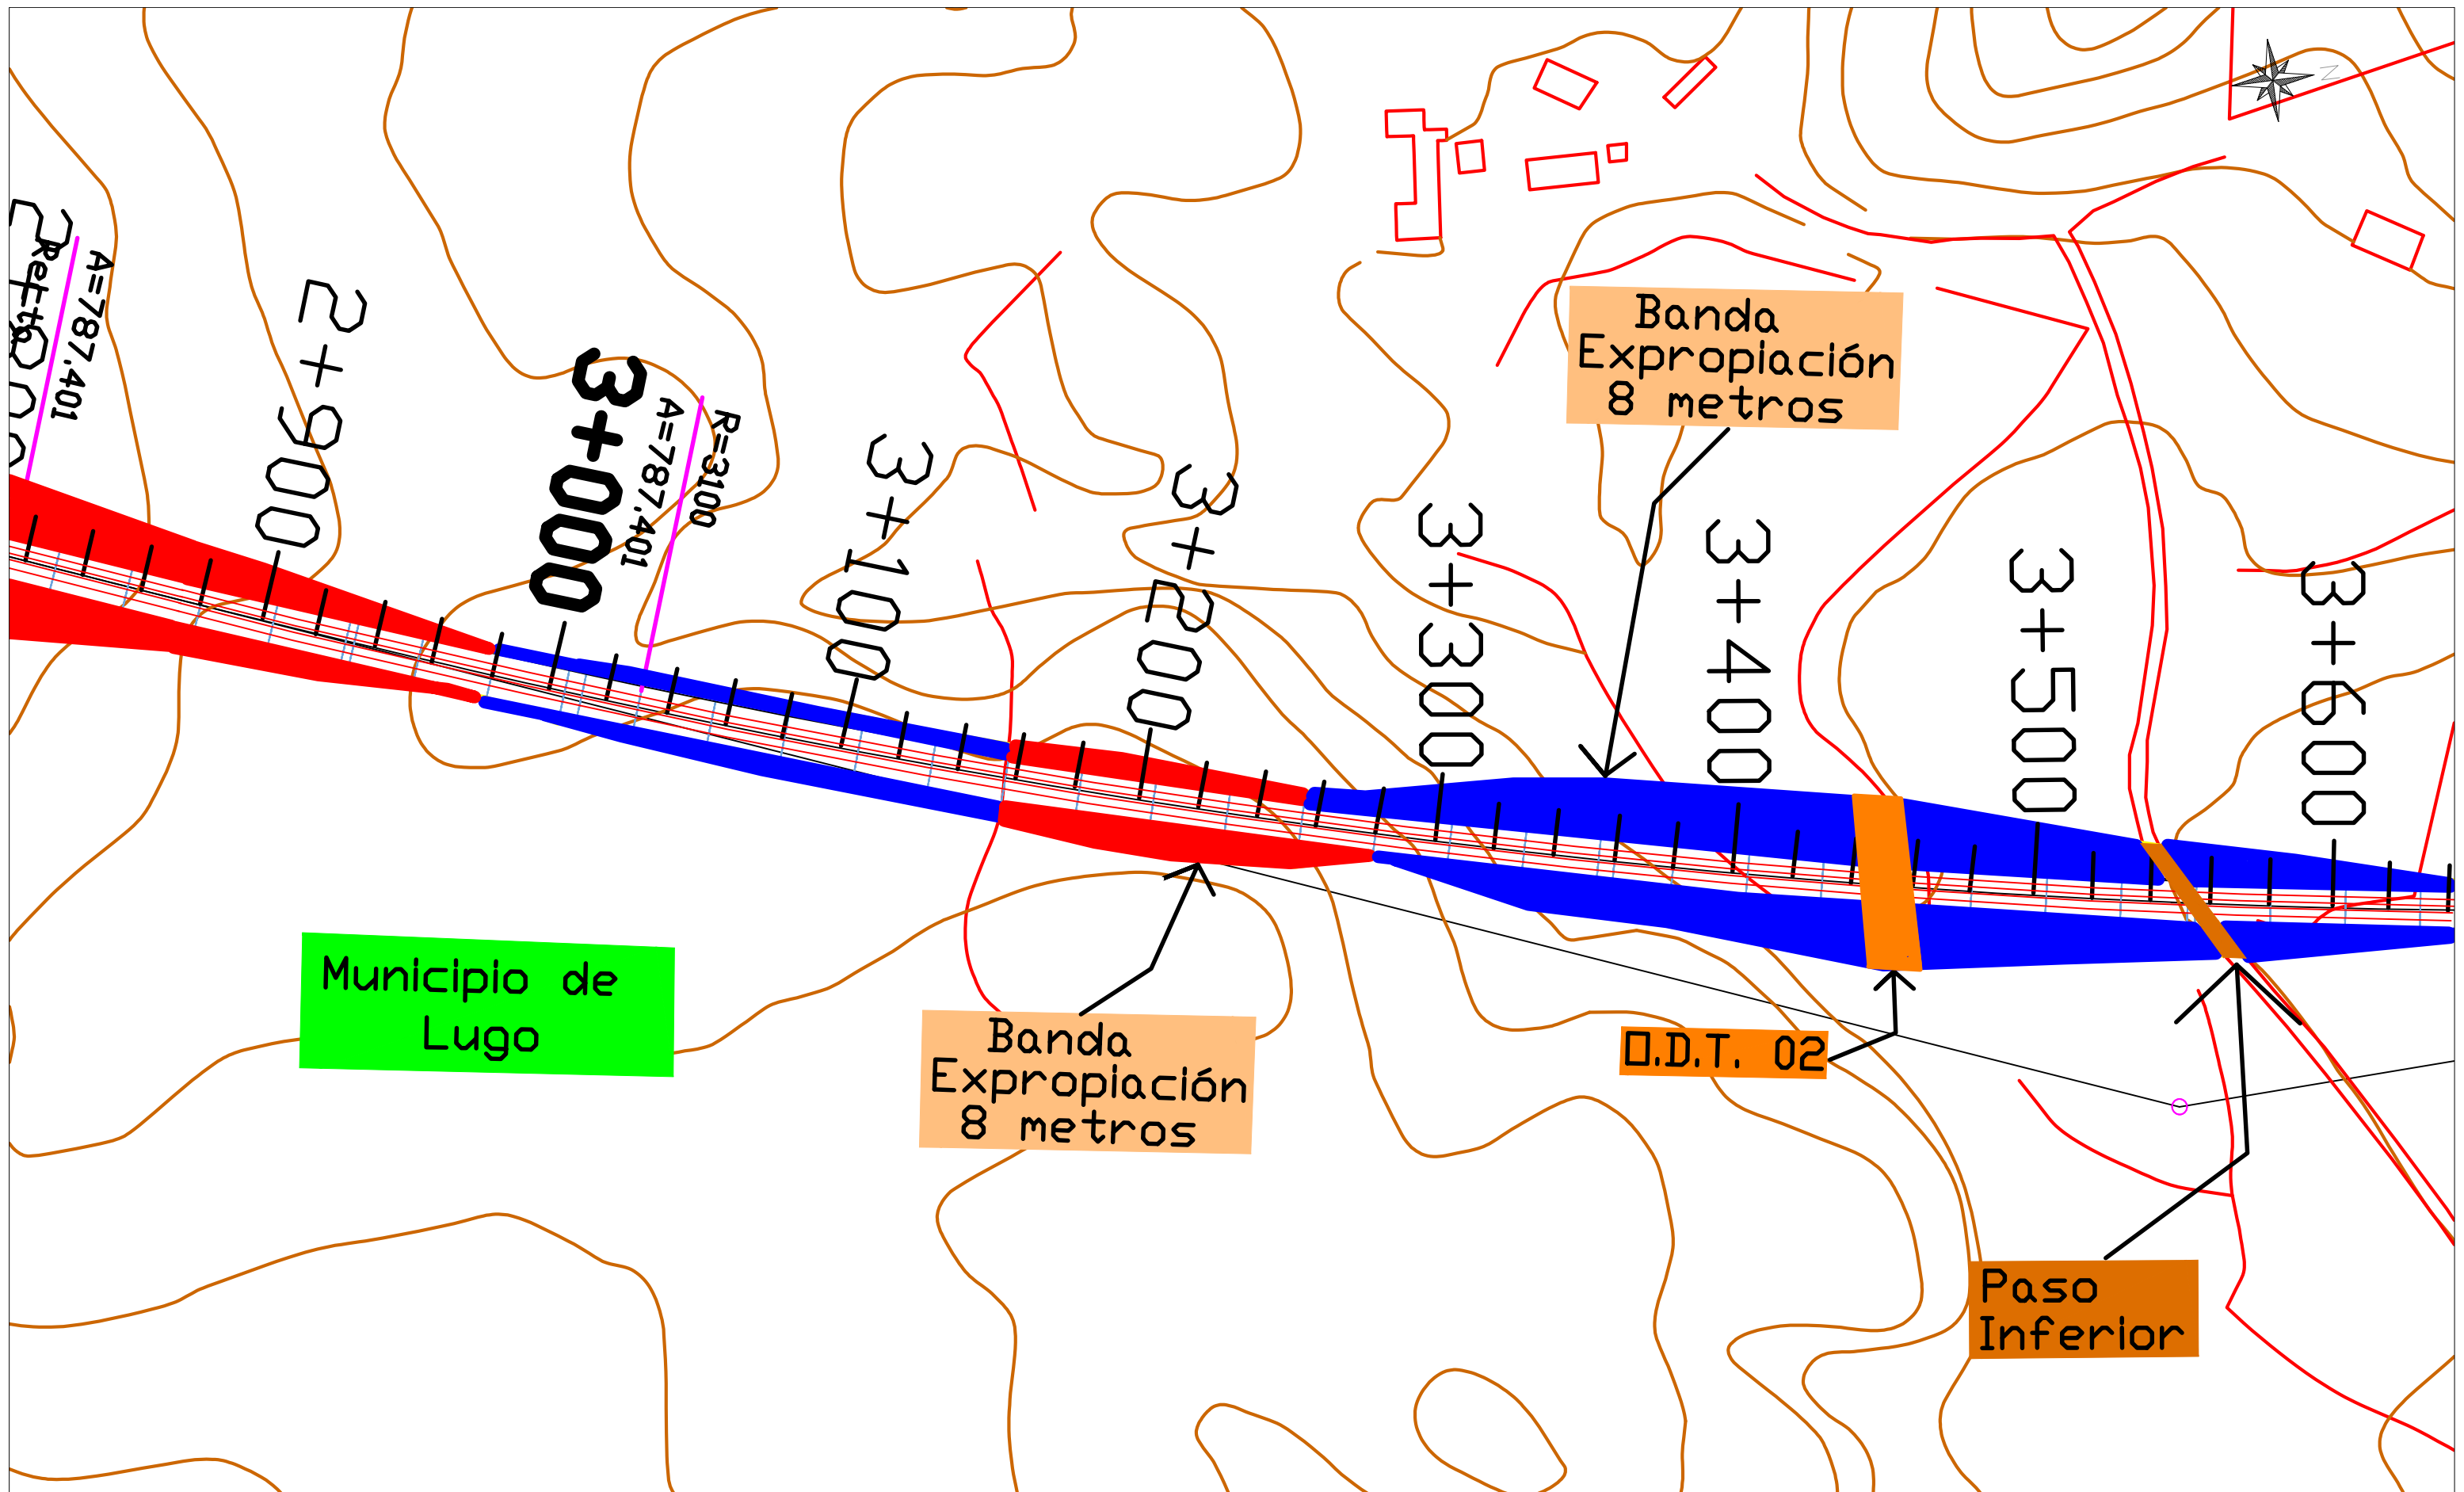 A=787.401
2+900
3+000
A=787.401
R=3100
3+100
3+200
3+300
3+400
3+500
3+600
Banda
Expropiación
8 metros
Municipio de
Lugo
Banda
Expropiación
8 metros
O.D.T. 02
Paso
Inferior
N